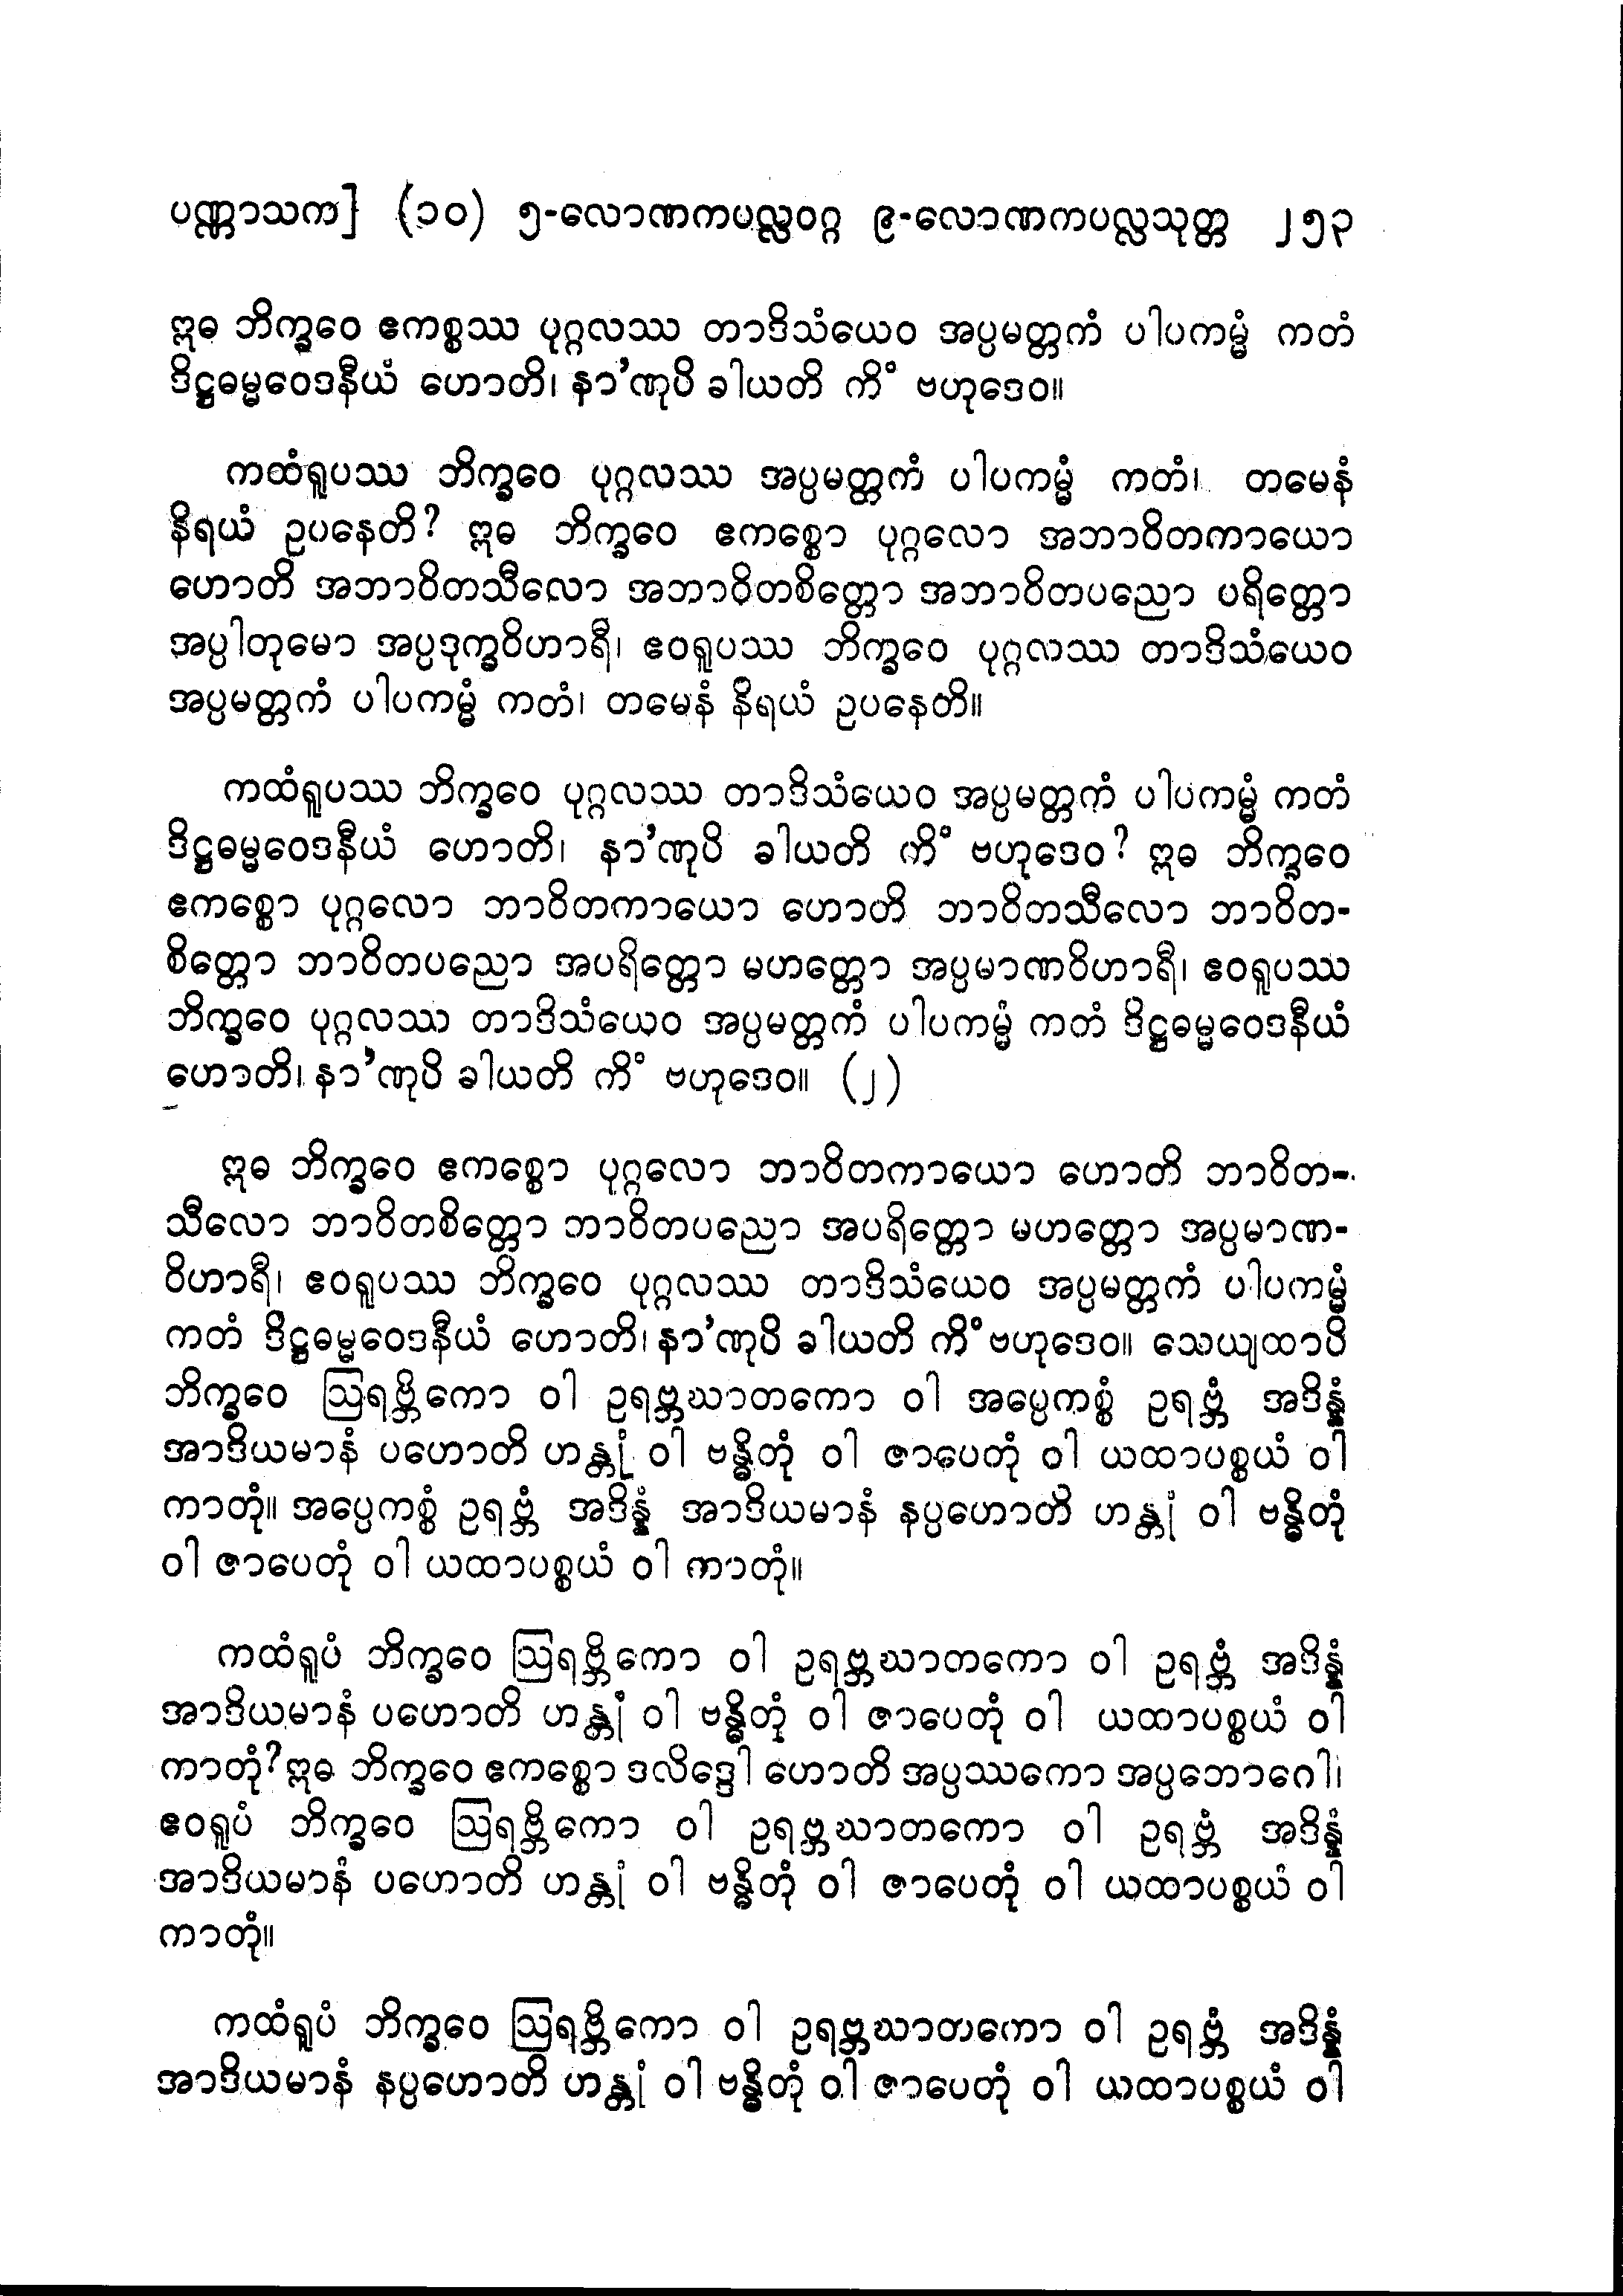 ပဏ္ဏာသက] (၁၀) ၅-လောဏကပလ္လဝဂ္ဂ ၉-လောဏကပလ္လသုတ္တ ၂၅၃
ဣဓ ဘိက္ခဝေ ဧကစ္စဿ ပုဂ္ဂလဿ တာဒိသံယေဝ အပ္ပမတ္တကံ ပါပကမ္မံ ကတံ
ဒိဋ္ဌဓမ္မဝေဒနီယံ ဟောတိ၊ နာ'ဏုပိ ခါယတိ ကိံ ဗဟုဒေဝ။
ကထံရူပဿ ဘိက္ခဝေ ပုဂ္ဂလဿ အပ္ပမတ္တကံ ပါပကမ္မံ ကတံ၊ တမေနံ
နိရယံ ဥပနေတိ? ဣဓ ဘိက္ခဝေ ဧကစ္စော ပုဂ္ဂလော အဘာဝိတကာယော
ဟောတိ အဘာဝိတသီလော အဘာဝိတစိတ္တော အဘာဝိတပညော ပရိတ္တော
အပ္ပါတုမော အပ္ပဒုက္ခဝိဟာရီ၊ ဧဝရူပဿ ဘိက္ခဝေ ပုဂ္ဂလဿ တာဒိသံယေဝ
အပ္ပမတ္တကံ ပါပကမ္မံ ကတံ၊ တမေနံ နိရယံ ဥပနေတိ။
ကထံရူပဿ ဘိက္ခဝေ ပုဂ္ဂလဿ တာဒိသံယေဝ အပ္ပမတ္တကံ ပါပကမ္မံ ကတံ
ဒိဋ္ဌဓမ္မဝေဒနီယံ ဟောတိ၊ နာ'ဏုပိ ခါယတိ ကိံ ဗဟုဒေဝ? ဣဓ ဘိက္ခဝေ
ဧကစ္စော ပုဂ္ဂလော ဘာဝိတကာယော ဟောတိ ဘာဝိတသီလော ဘာဝိတ-
စိတ္တော ဘာဝိတပညော အပရိတ္တော မဟတ္တော အပ္ပမာဏဝိဟာရီ၊ ဧဝရူပဿ
ဘိက္ခဝေ ပုဂ္ဂလဿ တာဒိသံယေဝ အပ္ပမတ္တကံ ပါပကမ္မံ ကတံ ဒိဋ္ဌဓမ္မဝေဒနီယံ
ဟောတိ၊ နာ'ဏုပိ ခါယတိ ကိံ ဗဟုဒေဝ။ (၂)
ဣဓ ဘိက္ခဝေ ဧကစ္စော ပုဂ္ဂလော ဘာဝိတကာယော ဟောတိ ဘာဝိတ-
သီလော ဘာဝိတစိတ္တော ဘာဝိတပညော အပရိတ္တော မဟတ္တော အပ္ပမာဏ-
ဝိဟာရီ၊ ဧဝရူပဿ ဘိက္ခဝေ ပုဂ္ဂလဿ တာဒိသံယေဝ အပ္ပမတ္တကံ ပါပကမ္မံ
ကတံ ဒိဋ္ဌဓမ္မဝေဒနီယံ ဟောတိ၊ နာ'ဏုပိ ခါယတိ ကိံ ဗဟုဒေဝ။ သေယျထာပိ
ဘိက္ခဝေ ဩရဗ္ဘိကော ဝါ ဥရဗ္ဘဃာတကော ဝါ အပ္ပေကစ္စံ ဥရဗ္ဘံ အဒိန္နံ
အာဒိယမာနံ ပဟောတိ ဟန္တုံ ဝါ ဗန္ဓိတုံ ဝါ ဇာပေတုံ ဝါ ယထာပစ္စယံ ဝါ
ကာတုံ။ အပ္ပေကစ္စံ ဥရဗ္ဘံ အဒိန္နံ အာဒိယမာနံ နပ္ပဟောတိ ဟန္တုံ ဝါ ဗန္ဓိတုံ
ဝါ ဇာပေတုံ ဝါ ယထာပစ္စယံ ဝါ ကာတုံ။
ကထံရူပံ ဘိက္ခဝေ ဩရဗ္ဘိကော ဝါ ဥရဗ္ဘဃာတကော ဝါ ဥရဗ္ဘံ အဒိန္နံ
အာဒိယမာနံ ပဟောတိ ဟန္တုံ ဝါ ဗန္ဓိတုံ ဝါ ဇာပေတုံ ဝါ ယထာပစ္စယံ ဝါ
ကာတုံ? ဣဓ ဘိက္ခဝေ ဧကစ္စော ဒလိဒ္ဒေါ ဟောတိ အပ္ပဿကော အပ္ပဘောဂေါ၊
ဧဝရူပံ ဘိက္ခဝေ ဩရဗ္ဘိကော ဝါ ဥရဗ္ဘဃာတကော ဝါ ဥရဗ္ဘံ အဒိန္နံ
အာဒိယမာနံ ပဟောတိ ဟန္တုံ ဝါ ဗန္ဓိတုံ ဝါ ဇာပေတုံ ဝါ ယထာပစ္စယံ ဝါ
ကာတုံ။
ကထံရူပံ ဘိက္ခဝေ ဩရဗ္ဘိကော ဝါ ဥရဗ္ဘဃာတကော ဝါ ဥရဗ္ဘံ အဒိန္နံ
အာဒိယမာနံ နပ္ပဟောတိ ဟန္တုံ ဝါ ဗန္ဓိတုံ ဝါ ဇာပေတုံ ဝါ ယထာပစ္စယံ ဝါ